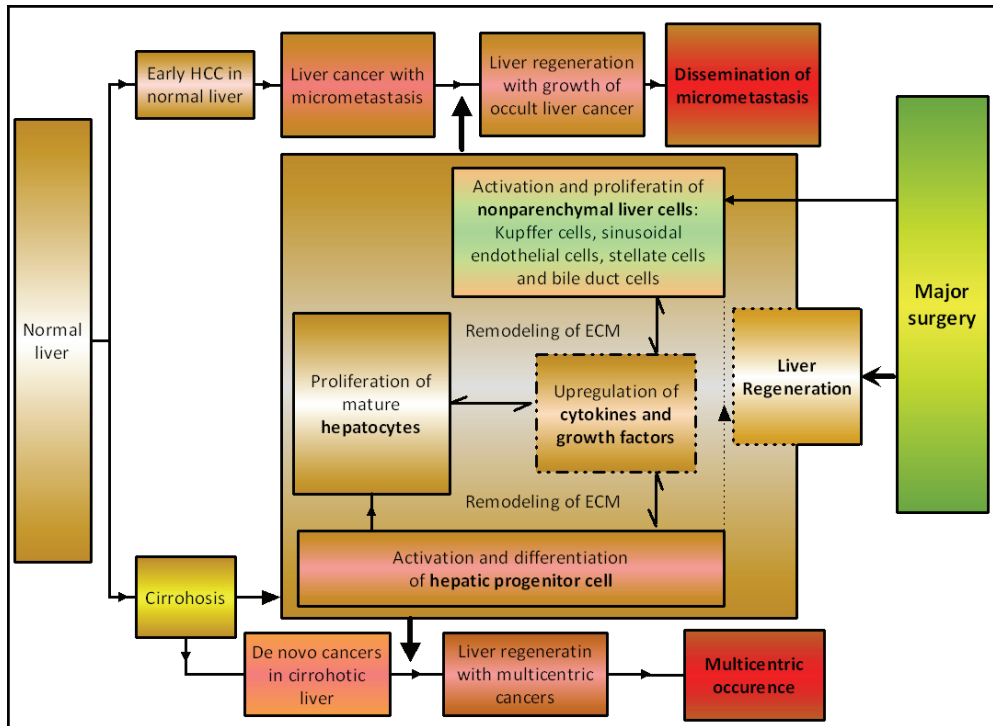 Early HCC in
normal liver
Liver cancer with
micrometastasis
Liver regeneration
with growth of
occult liver cancer
Dissemination of
micrometastasis
Normal
liver
Activation and proliferatin of
nonparenchymal liver cells:
Kupffer cells, sinusoidal
endothelial cells, stellate cells
and bile duct cells
Major
surgery
Remodeling of ECM
Proliferation of
mature
hepatocytes
Upregulation of
cytokines and
growth factors
Liver
Regeneration
Remodeling of ECM
Activation and differentiation
of hepatic progenitor cell
Cirrohosis
De novo cancers
in cirrhotic
liver
Liver regeneratin
with multicentric
cancers
Multicentric
occurence